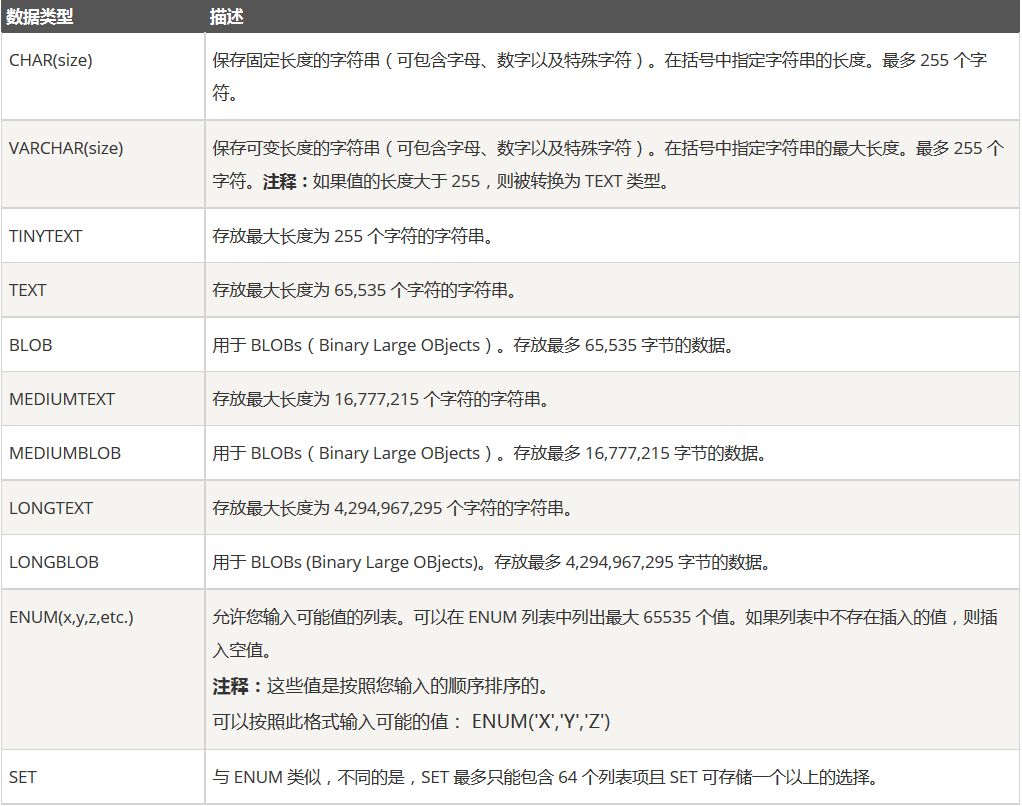 数据类型 描述
CHAR(size) 保存固定长度的字符串（可包含字母、数字以及特殊字符）。在括号中指定字符串的长度。最多 255 个字
符。
VARCHAR(size) 保存可变长度的字符串（可包含字母、数字以及特殊字符）。在括号中指定字符串的最大长度。最多 255 个
字符。注释：如果值的长度大于 255，则被转换为 TEXT 类型。
TINYTEXT 存放最大长度为 255 个字符的字符串。
TEXT 存放最大长度为 65,535 个字符的字符串。
BLOB 用于 BLOBs（Binary Large OBjects）。存放最多 65,535 字节的数据。
MEDIUMTEXT 存放最大长度为 16,777,215 个字符的字符串。
MEDIUMBLOB 用于 BLOBs（Binary Large OBjects）。存放最多 16,777,215 字节的数据。
LONGTEXT 存放最大长度为 4,294,967,295 个字符的字符串。
LONGBLOB 用于 BLOBs (Binary Large OBjects)。存放最多 4,294,967,295 字节的数据。
ENUM(x,y,z,etc.) 允许您输入可能值的列表。可以在 ENUM 列表中列出最大 65535 个值。如果列表中不存在插入的值，则插
入空值。
注释：这些值是按照您输入的顺序排序的。
可以按照此格式输入可能的值： ENUM('X','Y','Z')
SET 与 ENUM 类似，不同的是，SET 最多只能包含 64 个列表项且 SET 可存储一个以上的选择。